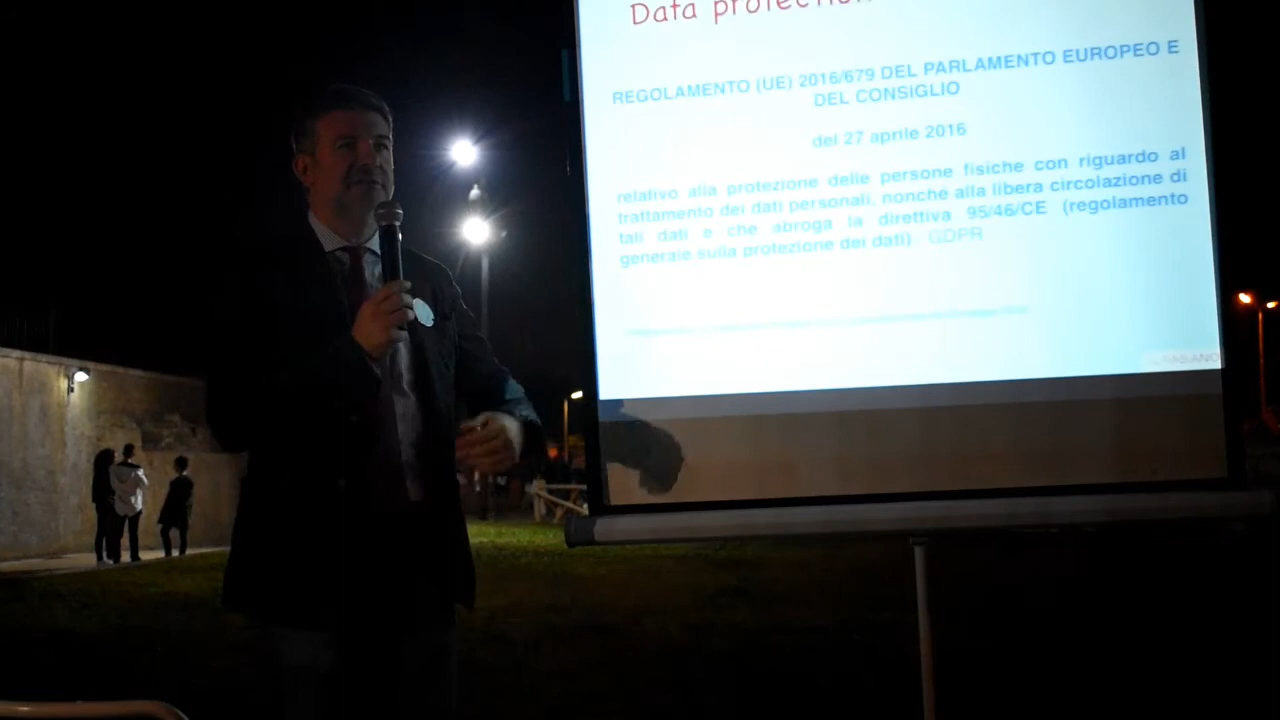 Data protection
REGOLAMENTO (UE) 2016/679 DEL PARLAMENTO EUROPEO E
DEL CONSIGLIO
del 27 aprile 2016
relativo alla protezione delle persone fisiche con riguardo al
trattamento dei dati personali, nonché alla libera circolazione di
tali dati e che abroga la direttiva 95/46/CE (regolamento
generale sulla protezione dei dati) GDPR
FABIANO